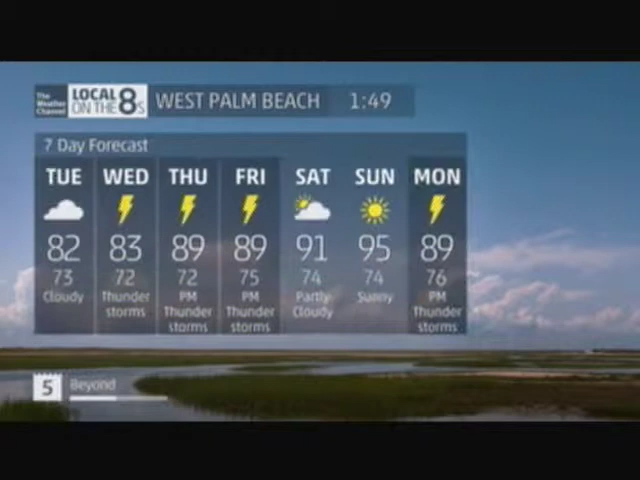 The Weather Channel
LOCAL ON THE 8s
WEST PALM BEACH 1:49
7 Day Forecast
TUE WED THU FRI SAT SUN MON
82 83 89 89 91 95 89
73 72 72 75 74 74 76
Cloudy Thunder storms PM Thunder storms PM Thunder storms Partly Cloudy Sunny PM Thunder storms
5 Beyond